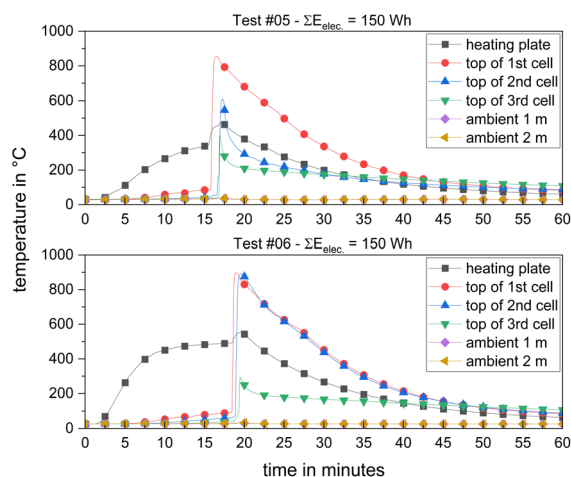 Test #05 - ΣEelec. = 150 Wh
1000
800
600
400
200
0
heating plate
top of 1st cell
top of 2nd cell
top of 3rd cell
ambient 1 m
ambient 2 m
0 5 10 15 20 25 30 35 40 45 50 55 60
temperature in °C
Test #06 - ΣEelec. = 150 Wh
1000
800
600
400
200
0
heating plate
top of 1st cell
top of 2nd cell
top of 3rd cell
ambient 1 m
ambient 2 m
0 5 10 15 20 25 30 35 40 45 50 55 60
time in minutes